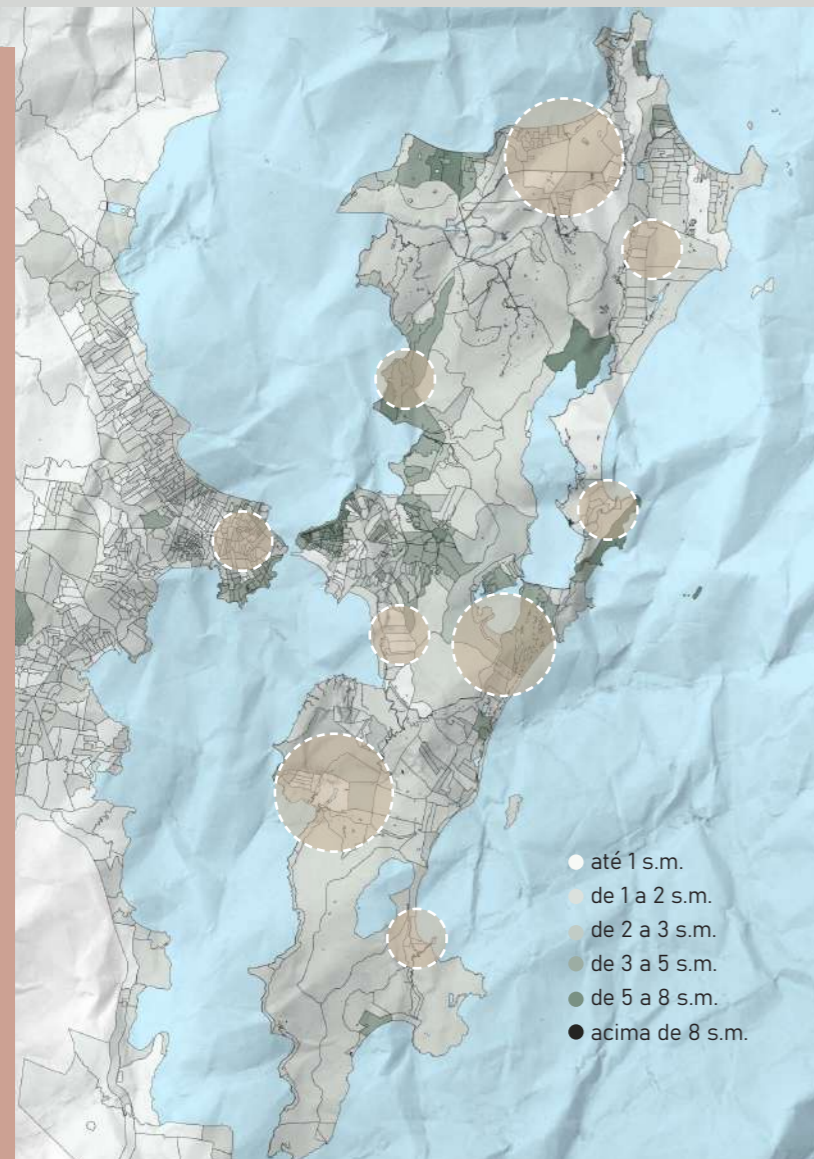 até 1 s.m.
de 1 a 2 s.m.
de 2 a 3 s.m.
de 3 a 5 s.m.
de 5 a 8 s.m.
acima de 8 s.m.